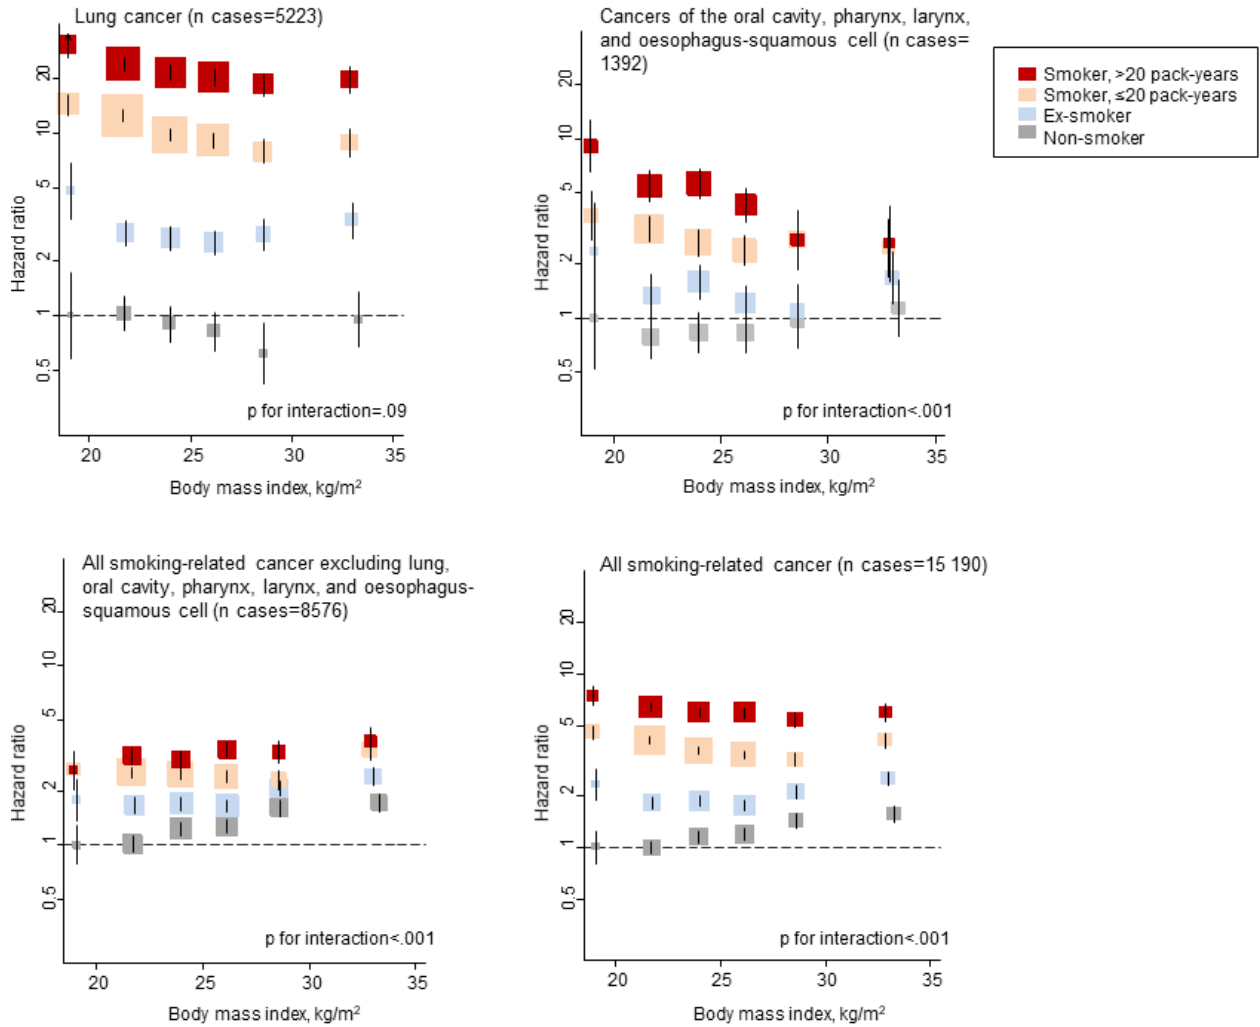 Lung cancer (n cases=5223)
Hazard ratio
20
10
5
2
1
0.5
p for interaction=.09
20 25 30 35
Body mass index, kg/m²
Cancers of the oral cavity, pharynx, larynx,
and oesophagus-squamous cell (n cases=
1392)
Hazard ratio
20
10
5
2
1
0.5
p for interaction<.001
20 25 30 35
Body mass index, kg/m²
Smoker, >20 pack-years
Smoker, ≤20 pack-years
Ex-smoker
Non-smoker
All smoking-related cancer excluding lung,
oral cavity, pharynx, larynx, and oesophagus-
squamous cell (n cases=8576)
Hazard ratio
20
10
5
2
1
0.5
p for interaction<.001
20 25 30 35
Body mass index, kg/m²
All smoking-related cancer (n cases=15 190)
Hazard ratio
20
10
5
2
1
0.5
p for interaction<.001
20 25 30 35
Body mass index, kg/m²